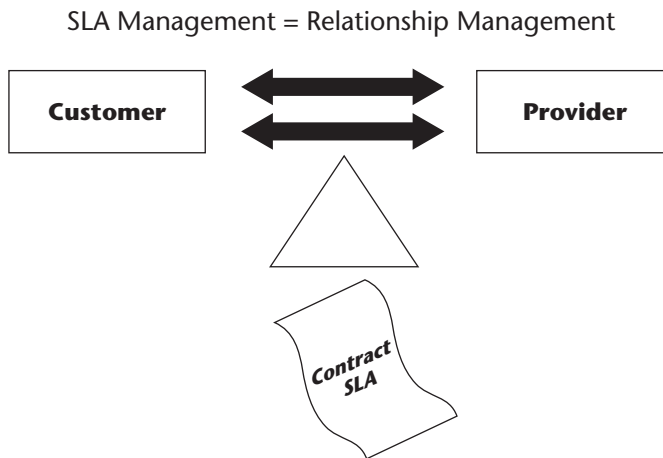 SLA Management = Relationship Management
Customer
Provider
Contract
SLA